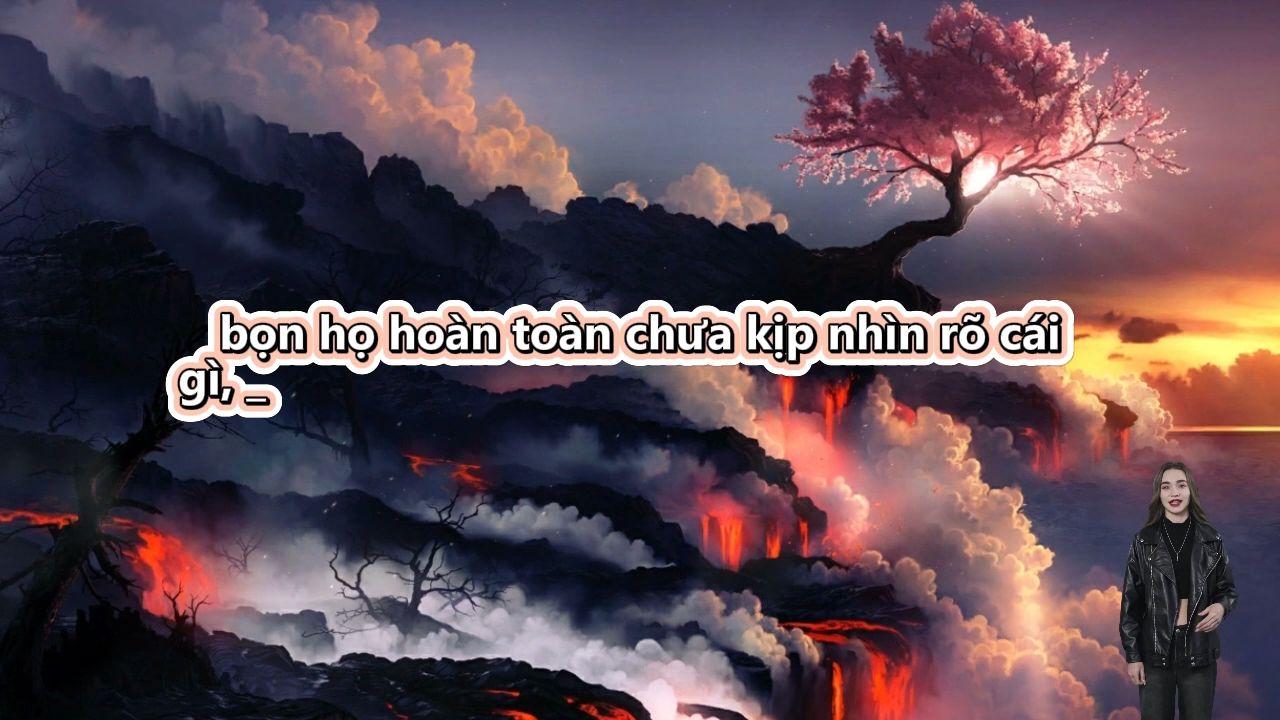 bọn họ hoàn toàn chưa kịp nhìn rõ cái
gì, _